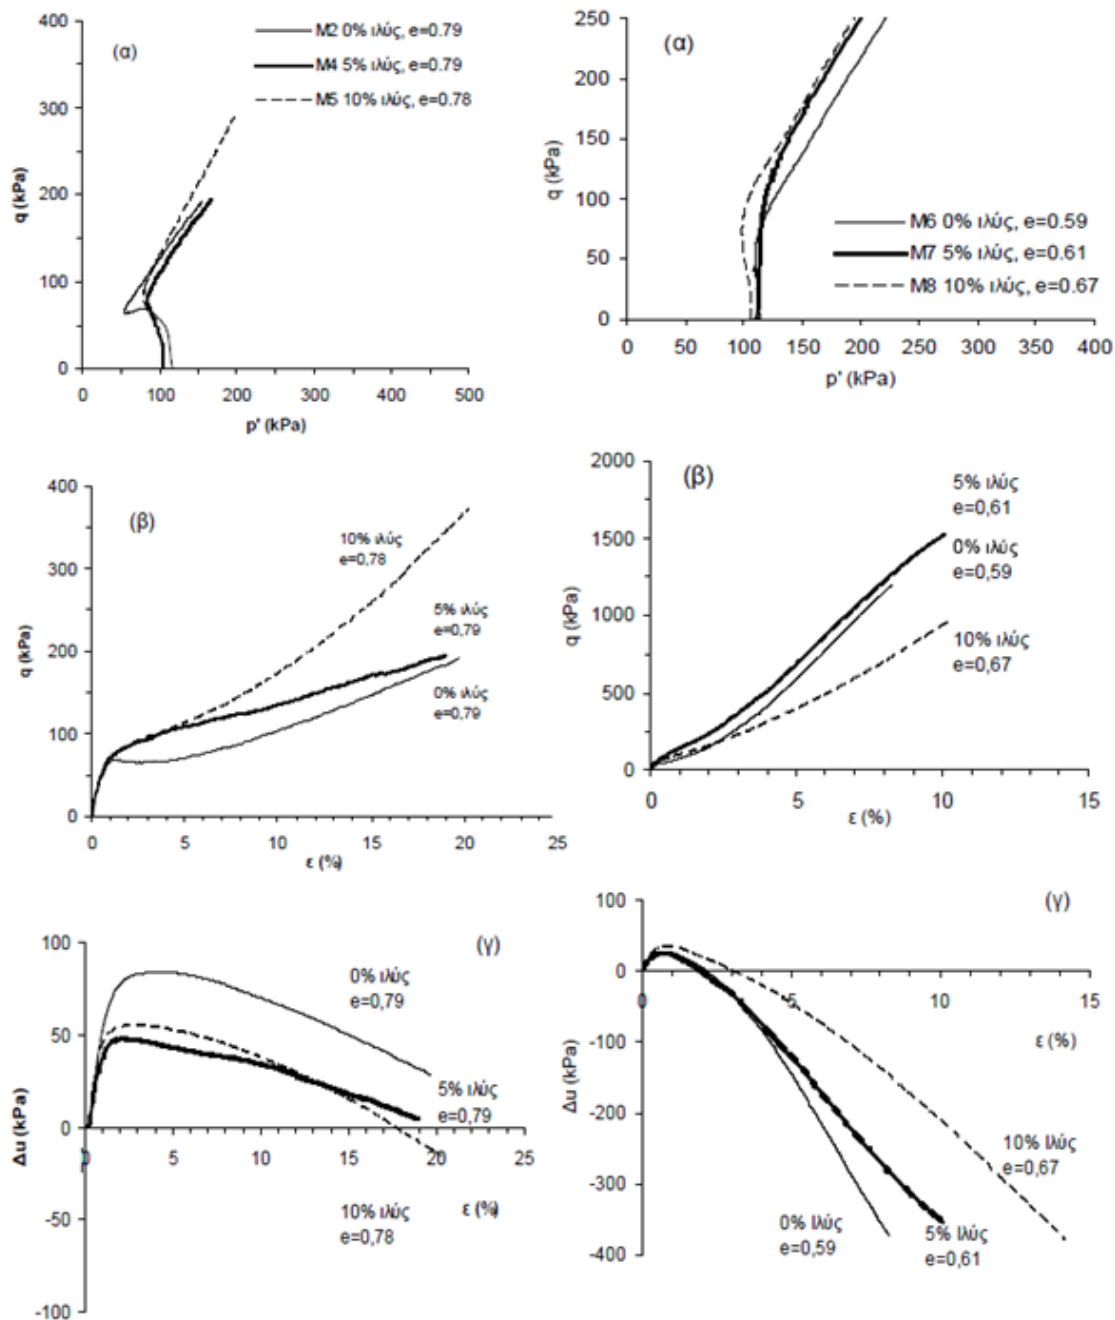 400
300
200
100
0
q (kPa)
(α)
M2 0% ιλύς, e=0.79
M4 5% ιλύς, e=0.79
M5 10% ιλύς, e=0.78
0 100 200 300 400 500
p' (kPa)
250
200
150
100
50
0
q (kPa)
(α)
M6 0% ιλύς, e=0.59
M7 5% ιλύς, e=0.61
M8 10% ιλύς, e=0.67
0 50 100 150 200 250 300 350 400
p' (kPa)
400
350
300
250
200
150
100
50
0
q (kPa)
(β)
10% ιλύς
e=0,78
5% ιλύς
e=0,79
0% ιλύς
e=0,79
0 5 10 15 20 25
ε (%)
2000
1500
1000
500
0
q (kPa)
(β)
5% ιλύς
e=0,61
0% ιλύς
e=0,59
10% ιλύς
e=0,67
0 5 10 15
ε (%)
100
50
0
-50
-100
Δu (kPa)
(γ)
0% ιλύς
e=0,79
5% ιλύς
e=0,79
0 5 10 15 20 25
10% ιλύς
e=0,78
ε (%)
100
0
-100
-200
-300
-400
Δu (kPa)
(γ)
0 5 10 15
ε (%)
10% Ιλύς
e=0,67
0% Ιλύς
e=0,59
5% Ιλύς
e=0,61